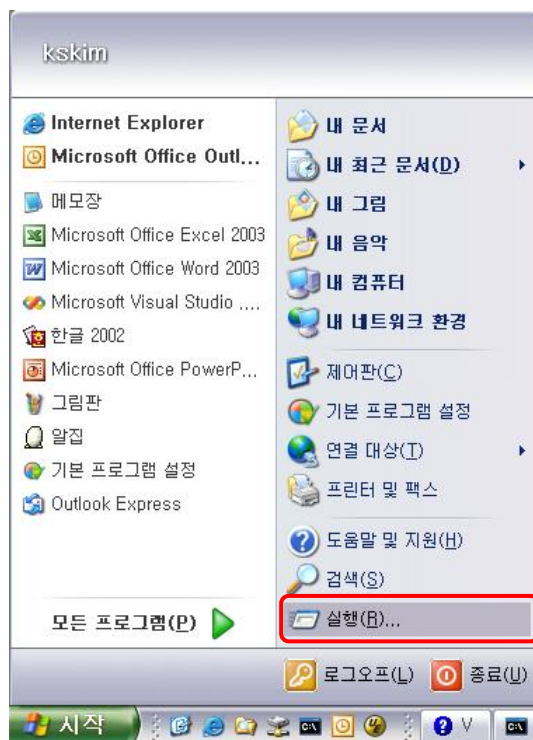 kskim
Internet Explorer
Microsoft Office Outl...
메모장
Microsoft Office Excel 2003
Microsoft Office Word 2003
Microsoft Visual Studio ....
한글 2002
Microsoft Office PowerP...
그림판
알집
기본 프로그램 설정
Outlook Express
모든 프로그램(P)
내 문서
내 최근 문서(D)
내 그림
내 음악
내 컴퓨터
내 네트워크 환경
제어판(C)
기본 프로그램 설정
연결 대상(T)
프린터 및 팩스
도움말 및 지원(H)
검색(S)
실행(R)...
로그오프(L)
종료(U)
시작
V